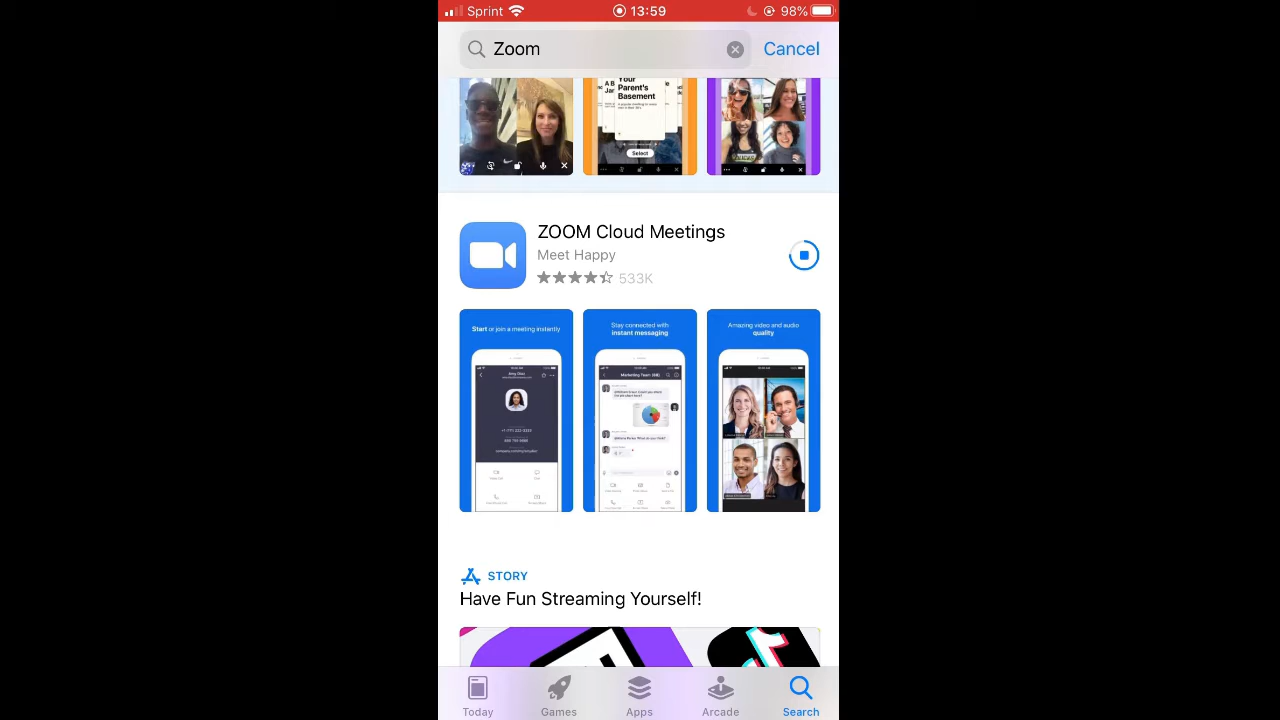 Sprint 13:59 98%
Zoom Cancel
Your
Parent's
Basement
Select
ZOOM Cloud Meetings
Meet Happy
533K
Start or join a meeting instantly
Stay connected with
instant messaging
Amazing video and audio
quality
Marketing Team
STORY
Have Fun Streaming Yourself!
Today Games Apps Arcade Search